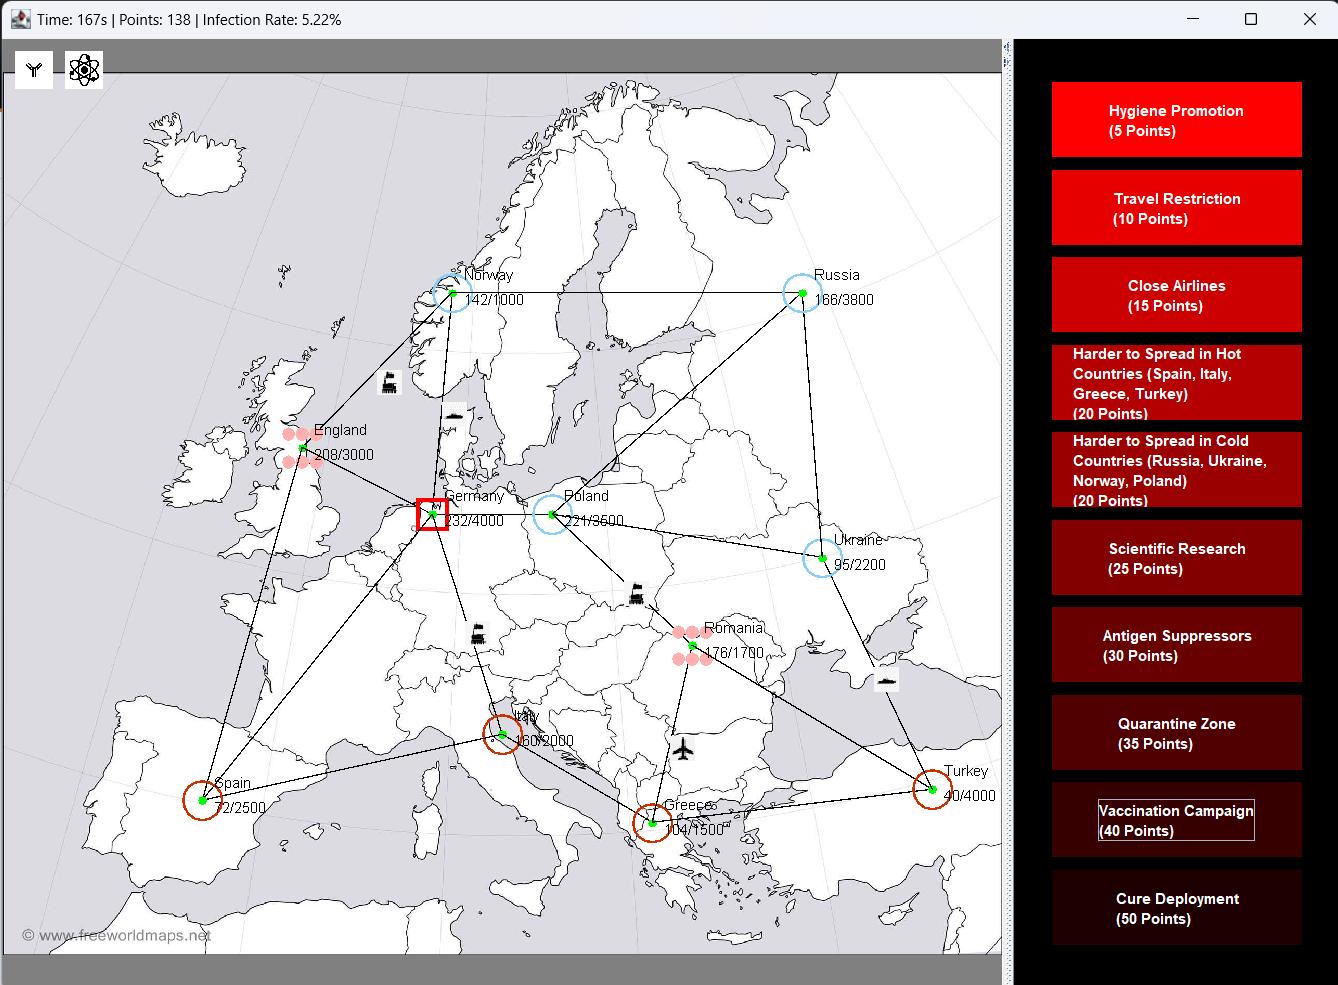 Time: 167s | Points: 138 | Infection Rate: 5.22%
Norway
142/1000
Russia
166/3800
England
208/3000
Germany
232/4000
Poland
221/3500
Ukraine
95/2200
Romania
176/1700
Italy
160/2000
Spain
72/2500
Greece
104/1500
Turkey
40/4000
© www.freeworldmaps.net
Hygiene Promotion
(5 Points)
Travel Restriction
(10 Points)
Close Airlines
(15 Points)
Harder to Spread in Hot
Countries (Spain, Italy,
Greece, Turkey)
(20 Points)
Harder to Spread in Cold
Countries (Russia, Ukraine,
Norway, Poland)
(20 Points)
Scientific Research
(25 Points)
Antigen Suppressors
(30 Points)
Quarantine Zone
(35 Points)
Vaccination Campaign
(40 Points)
Cure Deployment
(50 Points)